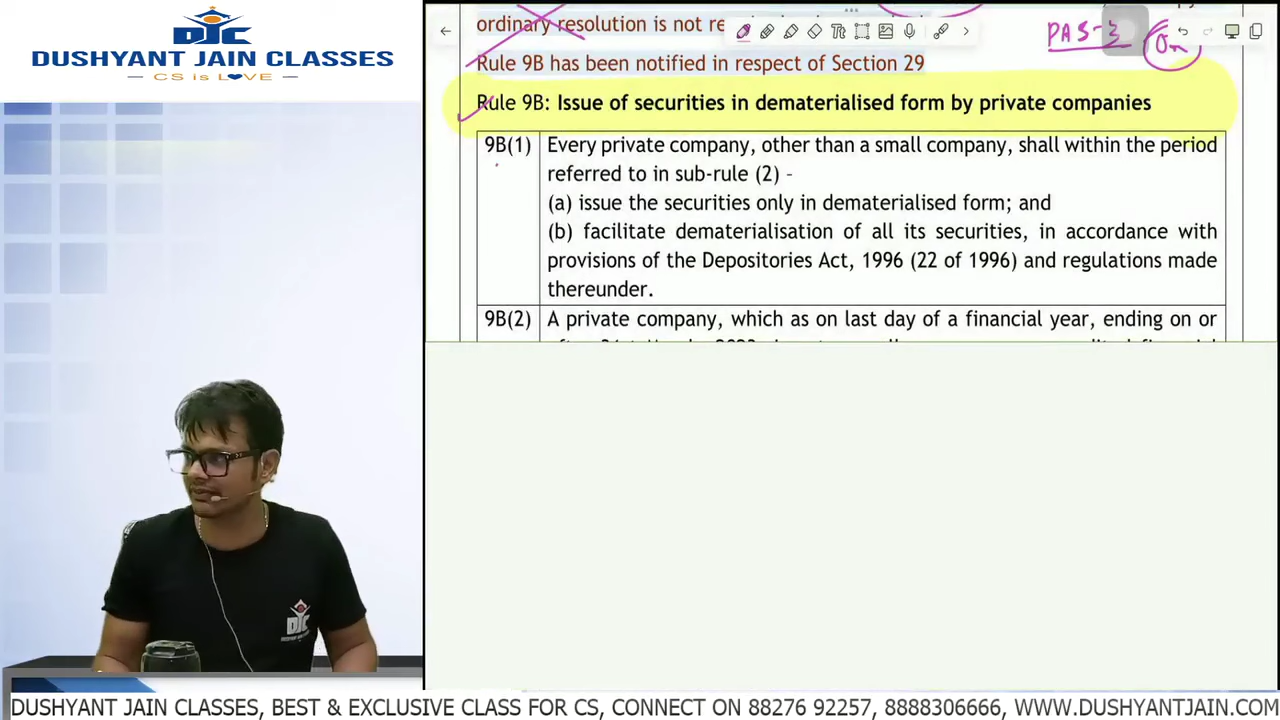 DJC
DUSHYANT JAIN CLASSES
CS is LOVE
ordinary resolution is not
PAS-3
Rule 9B has been notified in respect of Section 29
Rule 9B: Issue of securities in dematerialised form by private companies
9B(1) Every private company, other than a small company, shall within the period
referred to in sub-rule (2) -
(a) issue the securities only in dematerialised form; and
(b) facilitate dematerialisation of all its securities, in accordance with
provisions of the Depositories Act, 1996 (22 of 1996) and regulations made
thereunder.
9B(2) A private company, which as on last day of a financial year, ending on or
Tt
DUSHYANT JAIN CLASSES, BEST & EXCLUSIVE CLASS FOR CS, CONNECT ON 88276 92257, 8888306666, WWW.DUSHYANTJAIN.COM